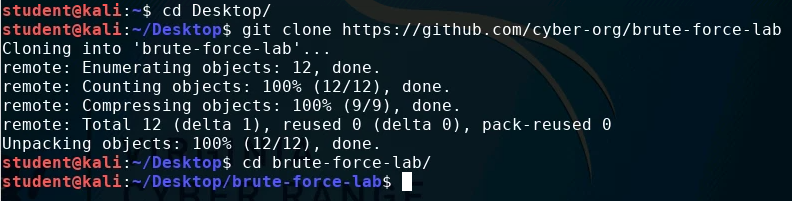 student@kali:~$ cd Desktop/
student@kali:~/Desktop$ git clone https://github.com/cyber-org/brute-force-lab
Cloning into 'brute-force-lab'...
remote: Enumerating objects: 12, done.
remote: Counting objects: 100% (12/12), done.
remote: Compressing objects: 100% (9/9), done.
remote: Total 12 (delta 1), reused 0 (delta 0), pack-reused 0
Unpacking objects: 100% (12/12), done.
student@kali:~/Desktop$ cd brute-force-lab/
student@kali:~/Desktop/brute-force-lab$
CYBER RANGE